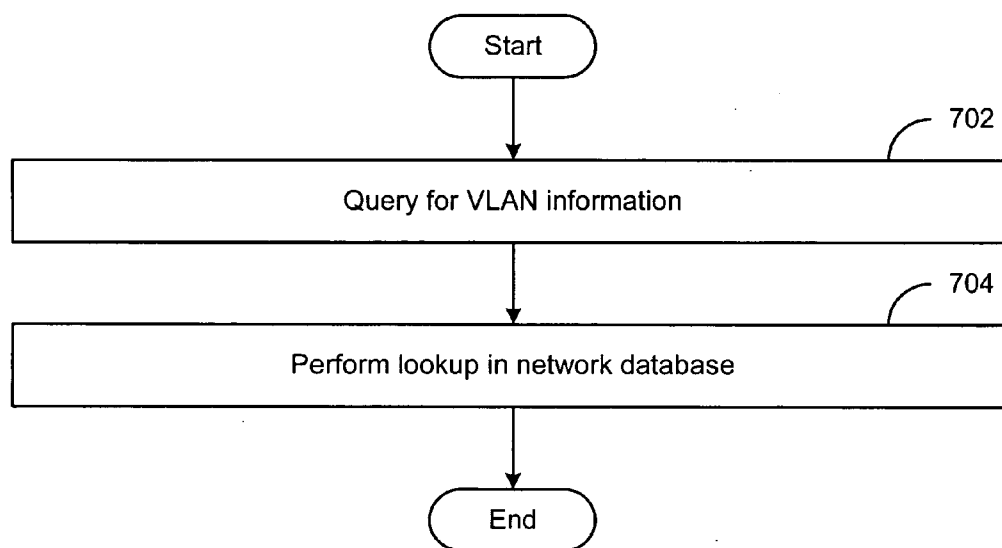 Start
702
Query for VLAN information
704
Perform lookup in network database
End